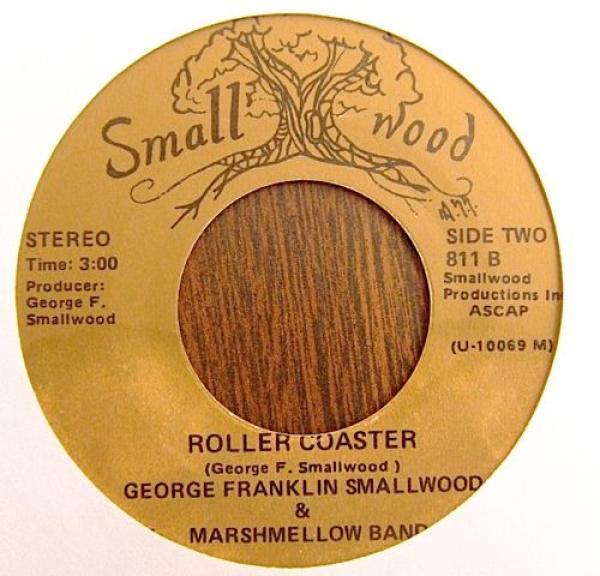 Small wood
STEREO
Time: 3:00
Producer:
George F.
Smallwood
SIDE TWO
811 B
Smallwood
Productions In
ASCAP
(U-10069 M)
ROLLER COASTER
(George F. Smallwood )
GEORGE FRANKLIN SMALLWOOD
&
MARSHMELLOW BAND